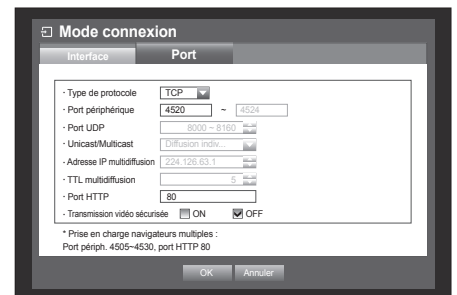 Mode connexion
Interface Port
· Type de protocole TCP
· Port périphérique 4520 ~ 4524
· Port UDP 8000 ~ 8160
· Unicast/Multicast Diffusion indiv...
· Adresse IP multidiffusion 224.126.63.1
· TTL multidiffusion 5
· Port HTTP 80
· Transmission vidéo sécurisée ON OFF
* Prise en charge navigateurs multiples :
Port périph. 4505~4530, port HTTP 80
OK Annuler